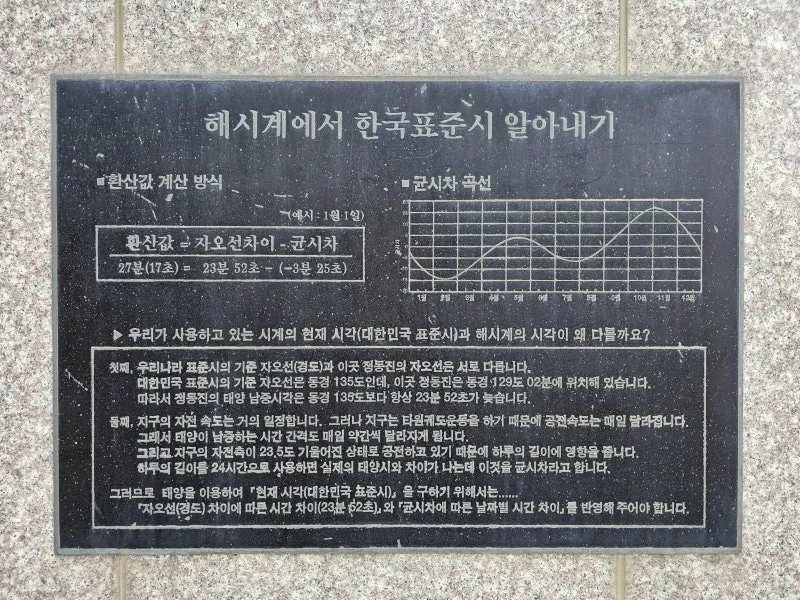 해시계에서 한국표준시 알아내기
■환산값 계산 방식
(예시 : 1월 1일)
환산값 = 자오선차이 - 균시차
27분(17초) = 23분 52초 - (-3분 25초)
■균시차 곡선
1월 2월 3월 4월 5월 6월 7월 8월 9월 10월 11월 12월
▶ 우리가 사용하고 있는 시계의 현재 시각(대한민국 표준시)과 해시계의 시각이 왜 다를까요?
첫째, 우리나라 표준시의 기준 자오선(경도)과 이곳 정동진의 자오선은 서로 다릅니다.
대한민국 표준시의 기준 자오선은 동경 135도인데, 이곳 정동진은 동경 129도 02분에 위치해 있습니다.
따라서 정동진의 태양 남중시각은 동경 135도보다 항상 23분 52초가 늦습니다.
둘째, 지구의 자전 속도는 거의 일정합니다. 그러나 지구는 타원궤도운동을 하기 때문에 공전속도는 매일 달라집니다.
그래서 태양이 남중하는 시간 간격도 매일 약간씩 달라지게 됩니다.
그리고 지구의 자전축이 23.5도 기울어진 상태로 공전하고 있기 때문에 하루의 길이에 영향을 줍니다.
하루의 길이를 24시간으로 사용하면 실제의 태양시와 차이가 나는데 이것을 균시차라고 합니다.
그러므로 태양을 이용하여 『현재 시각(대한민국 표준시)』을 구하기 위해서는......
『자오선(경도) 차이에 따른 시간 차이(23분 52초)』와 『균시차에 따른 날짜별 시간 차이』를 반영해 주어야 합니다.